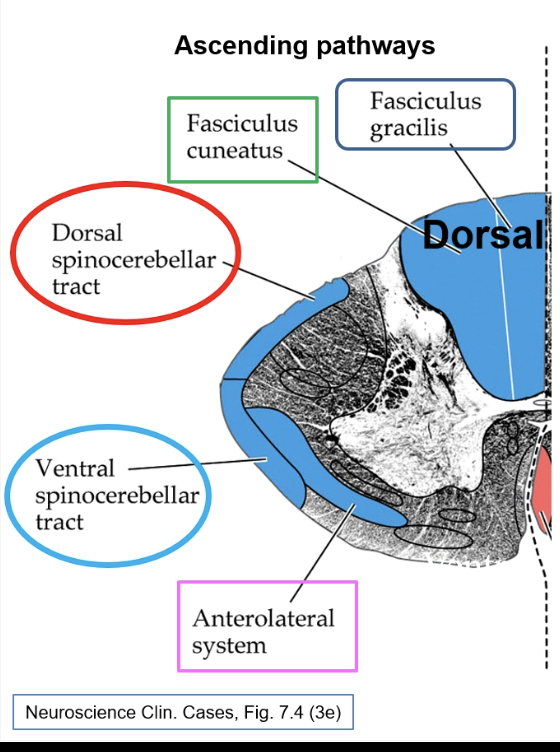 Ascending pathways
Fasciculus
gracilis
Fasciculus
cuneatus
Dorsal
Dorsal
spinocerebellar
tract
Ventral
spinocerebellar
tract
Anterolateral
system
Neuroscience Clin. Cases, Fig. 7.4 (3e)